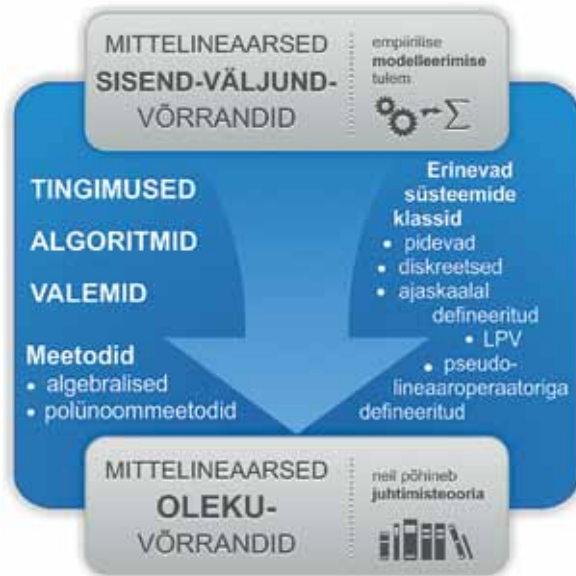 MITTELINEAARSED
SISEND-VÄLJUND-
VÕRRANDID
empiirilise
modelleerimise
tulem
Σ
TINGIMUSED
ALGORITMID
VALEMID
Meetodid
• algebralised
• polünoommeetodid
Erinevad
süsteemide
klassid
• pidevad
• diskreetsed
• ajaskaalal
defineeritud
• LPV
• pseudo-
lineaaroperaatoriga
defineeritud
MITTELINEAARSED
OLEKU-
VÕRRANDID
neil põhineb
juhtimisteooria